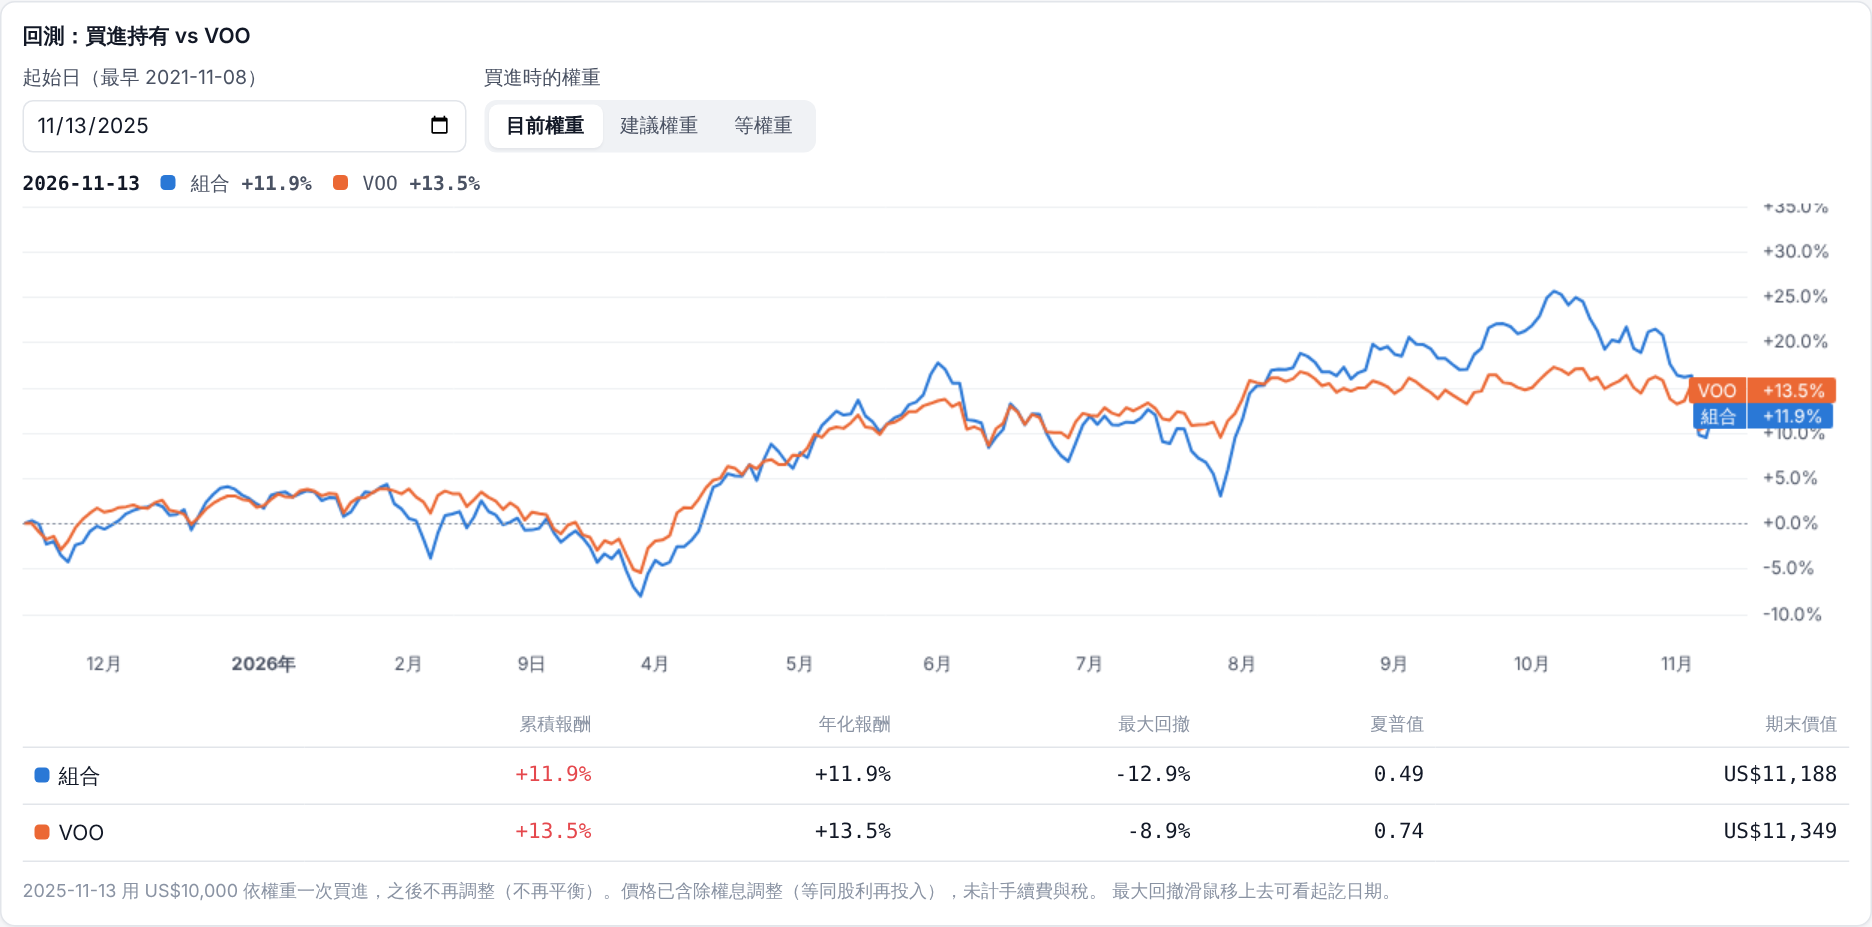 回測：買進持有 vs VOO
起始日（最早 2021-11-08） 買進時的權重
11/13/2025 目前權重 建議權重 等權重
2026-11-13 組合 +11.9% VOO +13.5%
+35.0%
+30.0%
+25.0%
+20.0%
VOO +13.5%
組合 +11.9%
+10.0%
+5.0%
+0.0%
-5.0%
-10.0%
12月 2026年 2月 9日 4月 5月 6月 7月 8月 9月 10月 11月
累積報酬 年化報酬 最大回撤 夏普值 期末價值
組合 +11.9% +11.9% -12.9% 0.49 US$11,188
VOO +13.5% +13.5% -8.9% 0.74 US$11,349
2025-11-13 用 US$10,000 依權重一次買進，之後不再調整（不再平衡）。價格已含除權息調整（等同股利再投入），未計手續費與稅。 最大回撤滑鼠移上去可看起訖日期。